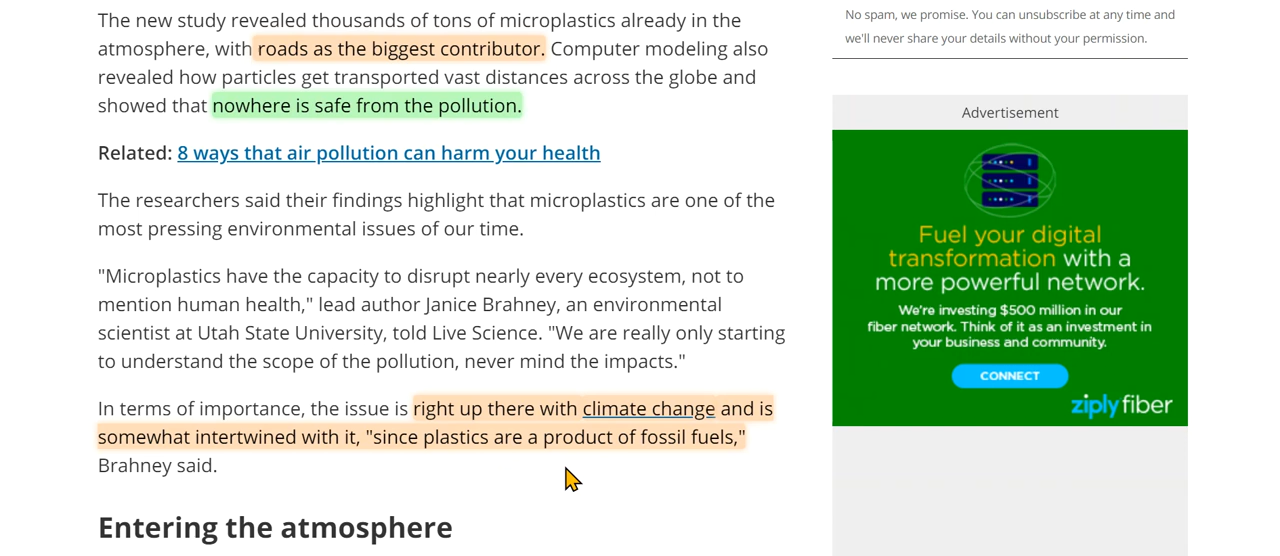 The new study revealed thousands of tons of microplastics already in the
atmosphere, with roads as the biggest contributor. Computer modeling also
revealed how particles get transported vast distances across the globe and
showed that nowhere is safe from the pollution.
Related: 8 ways that air pollution can harm your health
The researchers said their findings highlight that microplastics are one of the
most pressing environmental issues of our time.
"Microplastics have the capacity to disrupt nearly every ecosystem, not to
mention human health," lead author Janice Brahney, an environmental
scientist at Utah State University, told Live Science. "We are really only starting
to understand the scope of the pollution, never mind the impacts."
In terms of importance, the issue is right up there with climate change and is
somewhat intertwined with it, "since plastics are a product of fossil fuels,"
Brahney said.
Entering the atmosphere
No spam, we promise. You can unsubscribe at any time and
we'll never share your details without your permission.
Advertisement
Fuel your digital
transformation with a
more powerful network.
We're investing $500 million in our
fiber network. Think of it as an investment in
your business and community.
CONNECT
ziply fiber